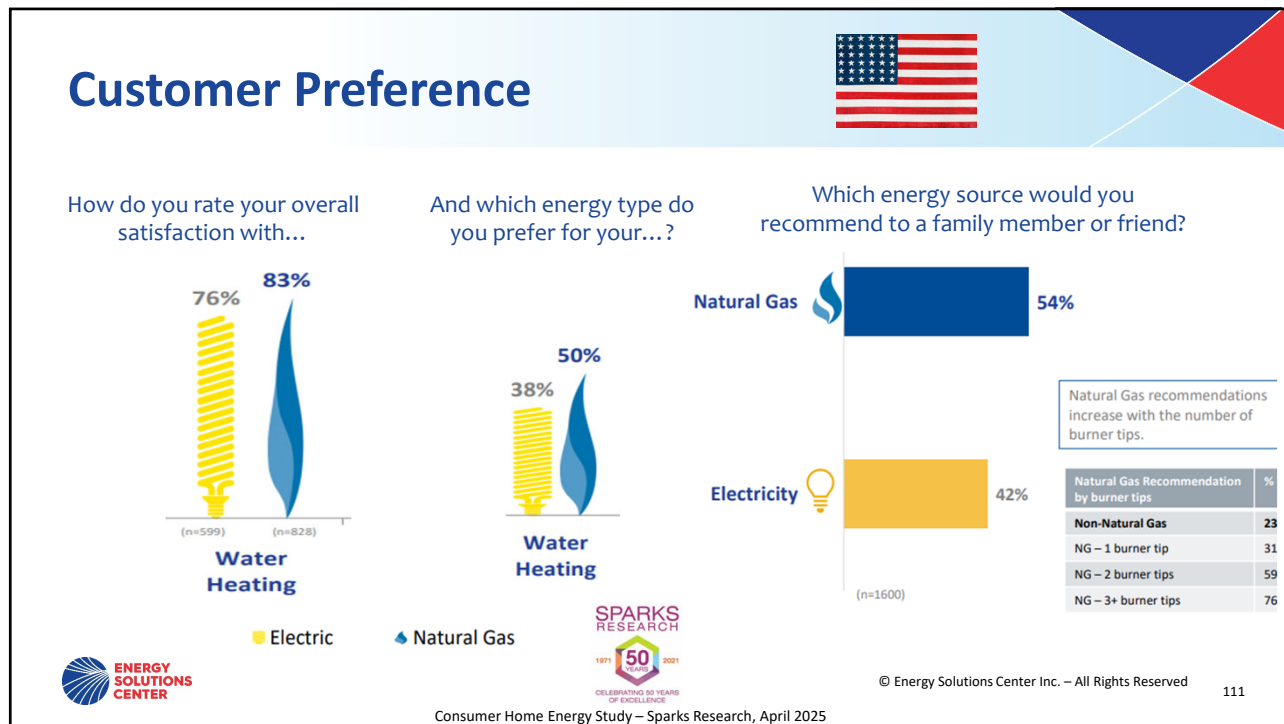 Customer Preference
How do you rate your overall
satisfaction with…
83%
76%
(n=599)
(n=828)
Water
Heating
And which energy type do
you prefer for your…?
50%
38%
Water
Heating
Electric
Natural Gas
Which energy source would you
recommend to a family member or friend?
Natural Gas
54%
Electricity
42%
(n=1600)
Natural Gas recommendations
increase with the number of
burner tips.
Natural Gas Recommendation
by burner tips
%
Non-Natural Gas 23
NG – 1 burner tip 31
NG – 2 burner tips 59
NG – 3+ burner tips 76
ENERGY
SOLUTIONS
CENTER
SPARKS
RESEARCH
1971 50 2021
YEARS
CELEBRATING 50 YEARS
OF EXCELLENCE
Consumer Home Energy Study – Sparks Research, April 2025
© Energy Solutions Center Inc. – All Rights Reserved
111